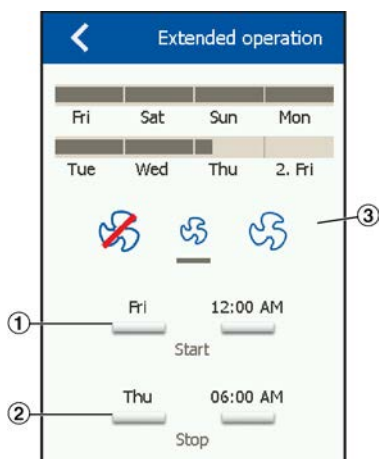 Extended operation
Fri Sat Sun Mon
Tue Wed Thu 2. Fri
③
Fri 12:00 AM
①
Start
Thu 06:00 AM
②
Stop